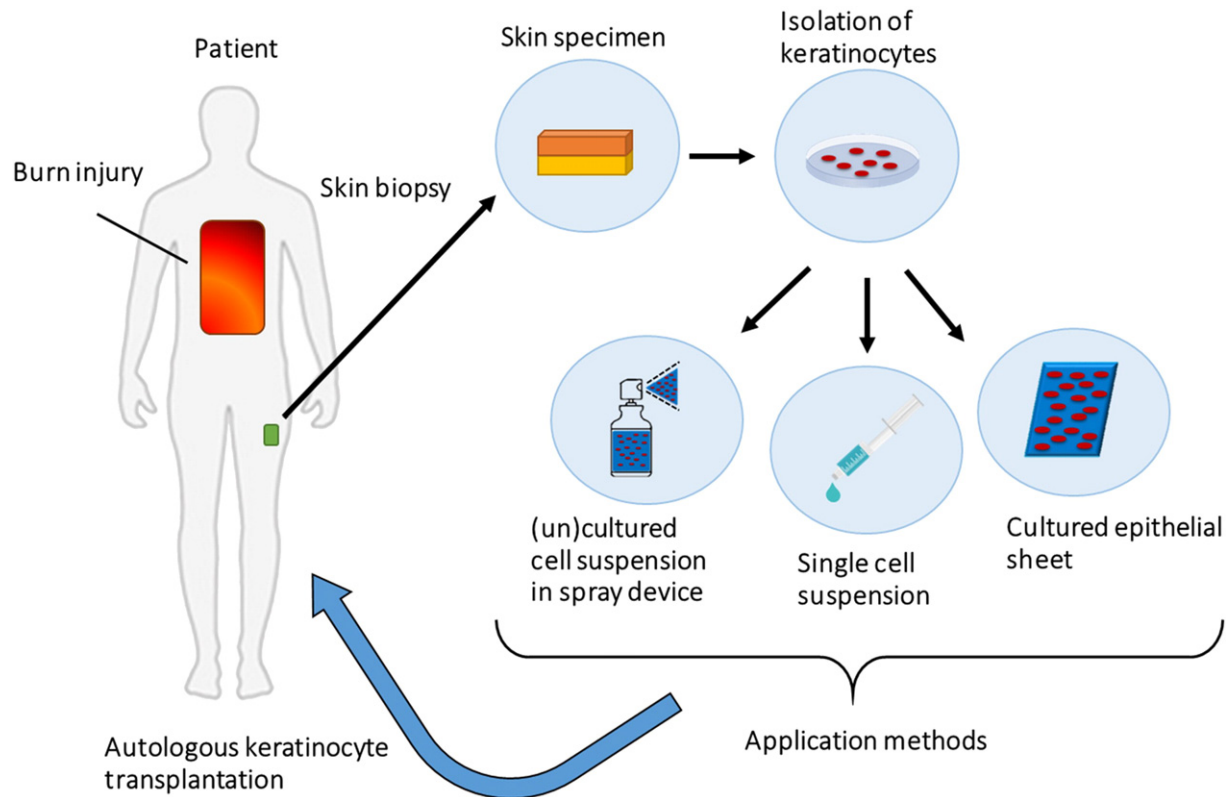 Patient
Burn injury
Skin biopsy
Skin specimen
Isolation of
keratinocytes
(un)cultured
cell suspension
in spray device
Single cell
suspension
Cultured epithelial
sheet
Application methods
Autologous keratinocyte
transplantation